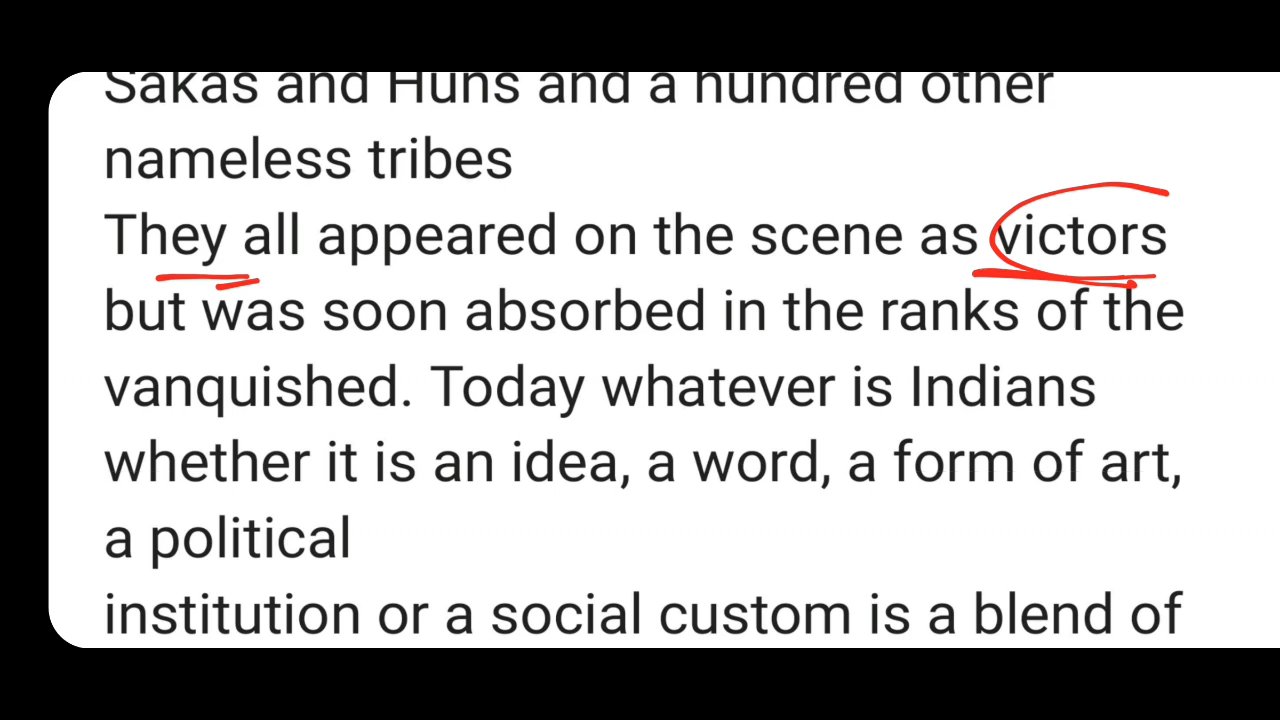 Sakas and Huns and a hundred other
nameless tribes
They all appeared on the scene as victors
but was soon absorbed in the ranks of the
vanquished. Today whatever is Indians
whether it is an idea, a word, a form of art,
a political
institution or a social custom is a blend of